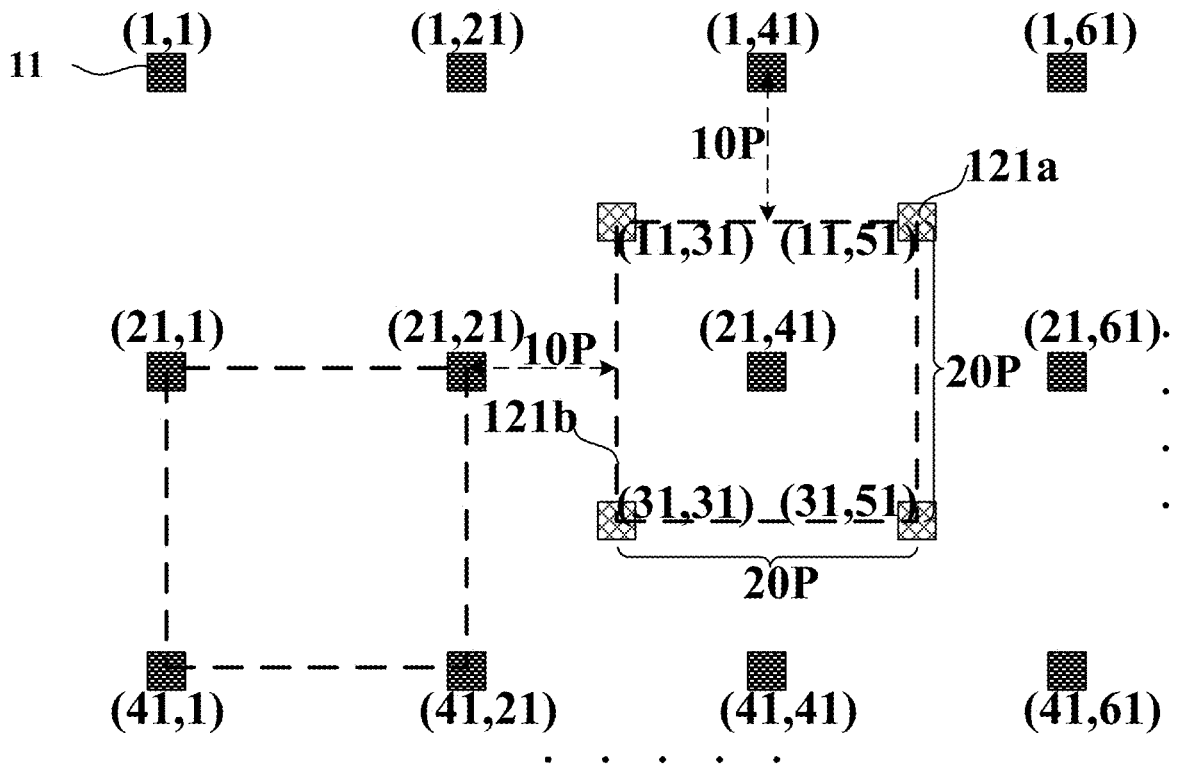 (1,1) (1,21) (1,41) (1,61)
11
10P
121a
(11,31) (11,51)
(21,1) (21,21) (21,41) (21,61)
10P
20P
121b
(31,31) (31,51)
20P
(41,1) (41,21) (41,41) (41,61)